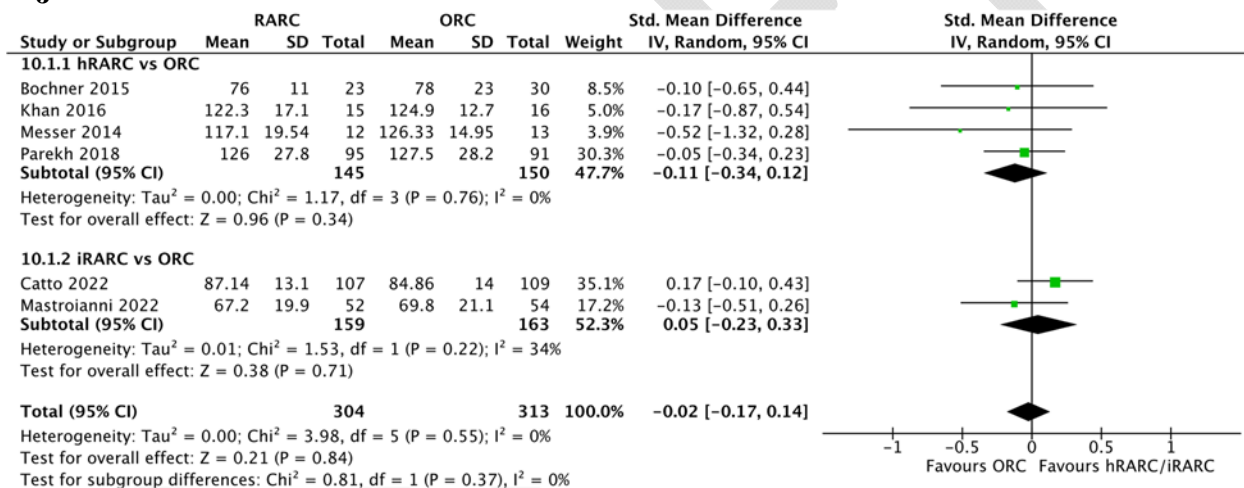 RARC ORC Std. Mean Difference Std. Mean Difference
Study or Subgroup Mean SD Total Mean SD Total Weight IV, Random, 95% CI IV, Random, 95% CI
10.1.1 hRARC vs ORC
Bochner 2015 76 11 23 78 23 30 8.5% −0.10 [−0.65, 0.44]
Khan 2016 122.3 17.1 15 124.9 12.7 16 5.0% −0.17 [−0.87, 0.54]
Messer 2014 117.1 19.54 12 126.33 14.95 13 3.9% −0.52 [−1.32, 0.28]
Parekh 2018 126 27.8 95 127.5 28.2 91 30.3% −0.05 [−0.34, 0.23]
Subtotal (95% CI) 145 150 47.7% −0.11 [−0.34, 0.12]
Heterogeneity: Tau² = 0.00; Chi² = 1.17, df = 3 (P = 0.76); I² = 0%
Test for overall effect: Z = 0.96 (P = 0.34)
10.1.2 iRARC vs ORC
Catto 2022 87.14 13.1 107 84.86 14 109 35.1% 0.17 [−0.10, 0.43]
Mastroianni 2022 67.2 19.9 52 69.8 21.1 54 17.2% −0.13 [−0.51, 0.26]
Subtotal (95% CI) 159 163 52.3% 0.05 [−0.23, 0.33]
Heterogeneity: Tau² = 0.01; Chi² = 1.53, df = 1 (P = 0.22); I² = 34%
Test for overall effect: Z = 0.38 (P = 0.71)
Total (95% CI) 304 313 100.0% −0.02 [−0.17, 0.14]
Heterogeneity: Tau² = 0.00; Chi² = 3.98, df = 5 (P = 0.55); I² = 0%
Test for overall effect: Z = 0.21 (P = 0.84)
Test for subgroup differences: Chi² = 0.81, df = 1 (P = 0.37), I² = 0%
−1 −0.5 0 0.5 1
Favours ORC Favours hRARC/iRARC